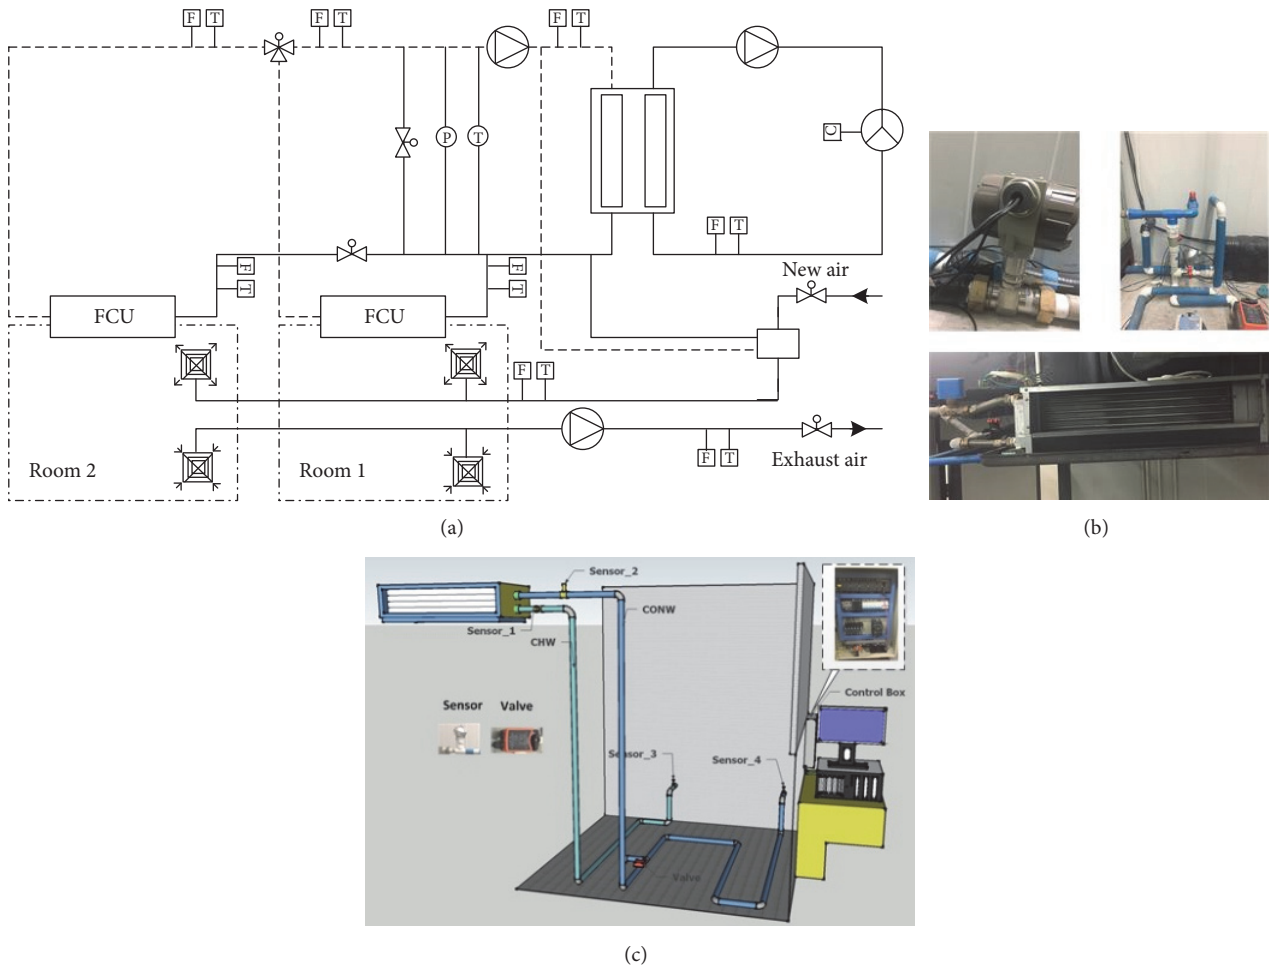 F T
F T
F T
P
T
C
F T
F
T
F
T
New air
FCU
FCU
F T
Room 2
Room 1
F T
Exhaust air
(a)
(b)
Sensor_2
CONW
Sensor_1
CHW
Sensor Valve
Control Box
Sensor_3
Sensor_4
Valve
(c)